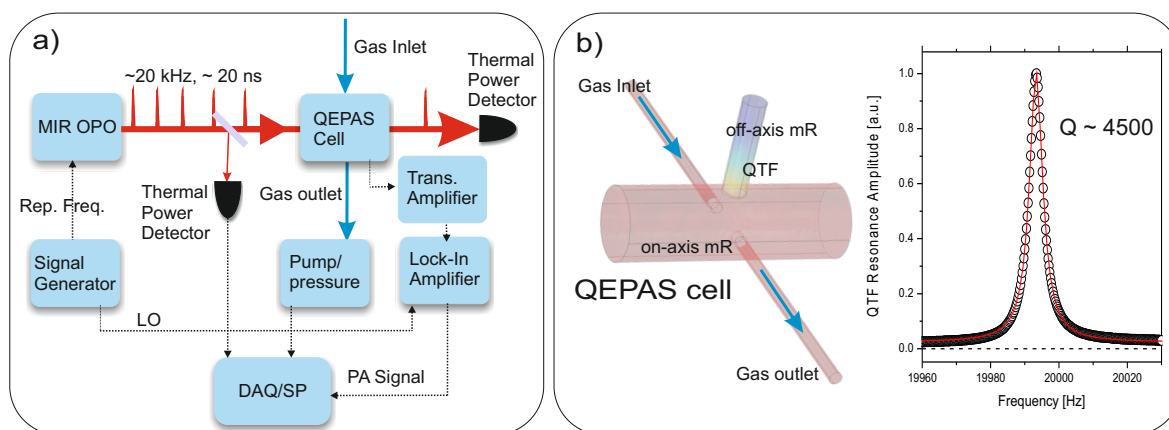 a)
~20 kHz, ~ 20 ns
Gas Inlet
Thermal
Power
Detector
MIR OPO
QEPAS
Cell
Rep. Freq.
Thermal
Power
Detector
Gas outlet
Trans.
Amplifier
Signal
Generator
Pump/
pressure
Lock-In
Amplifier
LO
DAQ/SP
PA Signal
b)
Gas Inlet
off-axis mR
QTF
on-axis mR
QEPAS cell
Gas outlet
QTF Resonance Amplitude [a.u.]
1.0
0.8
0.6
0.4
0.2
0.0
Q ~ 4500
19960
19980
20000
20020
Frequency [Hz]